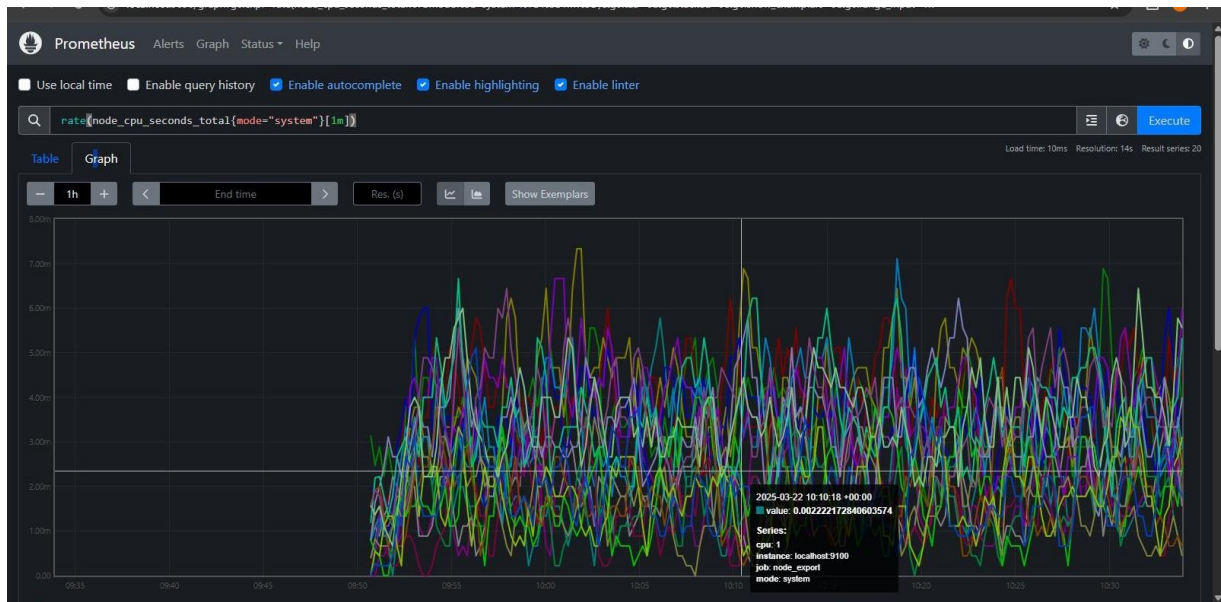 Prometheus Alerts Graph Status Help
Use local time Enable query history Enable autocomplete Enable highlighting Enable linter
rate(node_cpu_seconds_total{mode="system"}[1m])
Execute
Table Graph
Load time: 10ms Resolution: 14s Result series: 20
− 1h + < End time > Res. (s) Show Exemplars
8.00m
7.00m
6.00m
5.00m
4.00m
3.00m
2.00m
1.00m
0.00
2025-03-22 10:10:18 +00:00
value: 0.002222172840603574
Series:
cpu: 1
instance: localhost:9100
job: node_export
mode: system
09:35 09:40 09:45 09:50 09:55 10:00 10:05 10:10 10:20 10:25 10:30